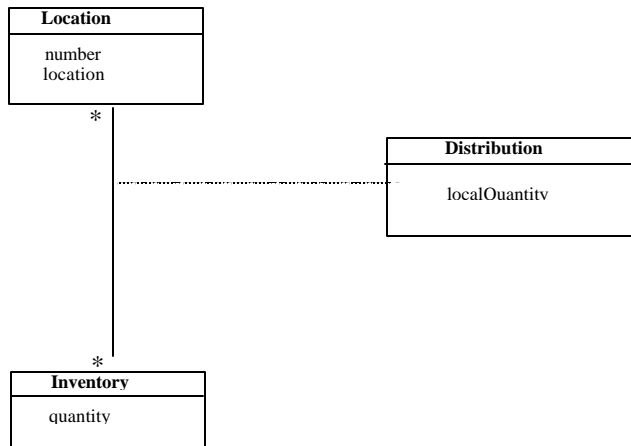 Location
number
location
*
Distribution
localQuantity
*
Inventory
quantity